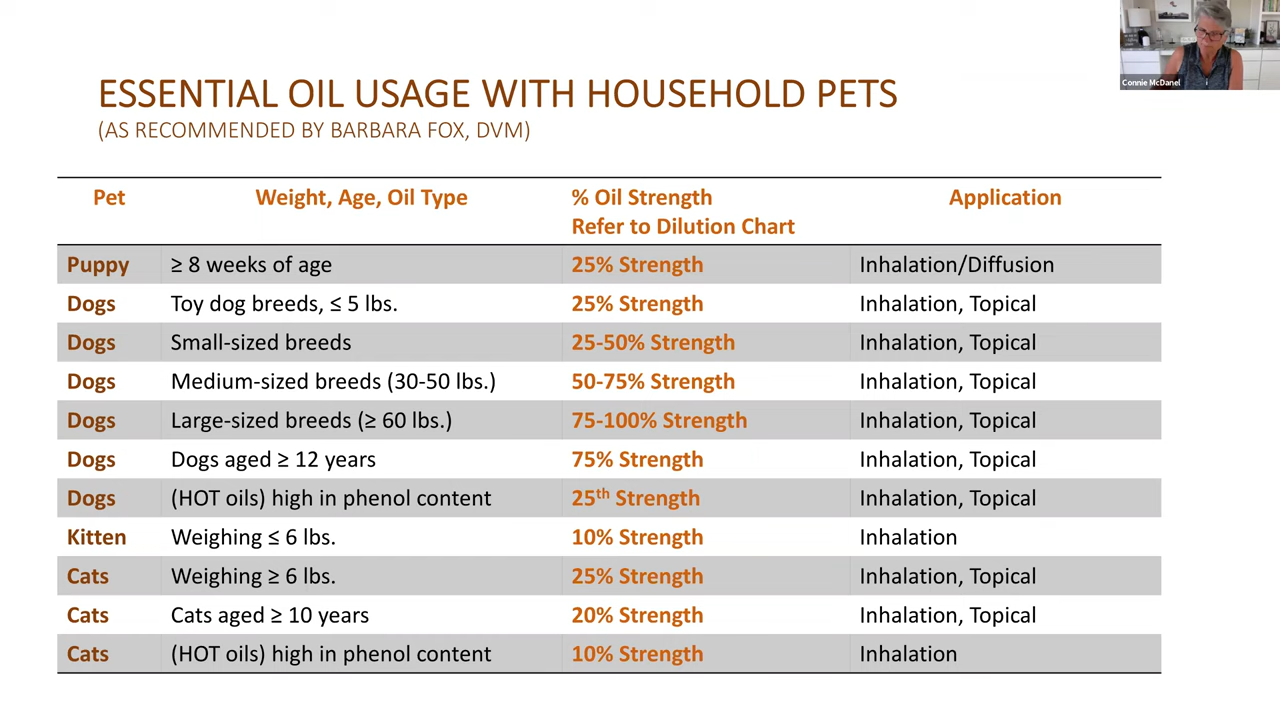 Connie McDanel
ESSENTIAL OIL USAGE WITH HOUSEHOLD PETS
(AS RECOMMENDED BY BARBARA FOX, DVM)
Pet Weight, Age, Oil Type % Oil Strength Application
Refer to Dilution Chart
Puppy ≥ 8 weeks of age 25% Strength Inhalation/Diffusion
Dogs Toy dog breeds, ≤ 5 lbs. 25% Strength Inhalation, Topical
Dogs Small-sized breeds 25-50% Strength Inhalation, Topical
Dogs Medium-sized breeds (30-50 lbs.) 50-75% Strength Inhalation, Topical
Dogs Large-sized breeds (≥ 60 lbs.) 75-100% Strength Inhalation, Topical
Dogs Dogs aged ≥ 12 years 75% Strength Inhalation, Topical
Dogs (HOT oils) high in phenol content 25th Strength Inhalation, Topical
Kitten Weighing ≤ 6 lbs. 10% Strength Inhalation
Cats Weighing ≥ 6 lbs. 25% Strength Inhalation, Topical
Cats Cats aged ≥ 10 years 20% Strength Inhalation, Topical
Cats (HOT oils) high in phenol content 10% Strength Inhalation